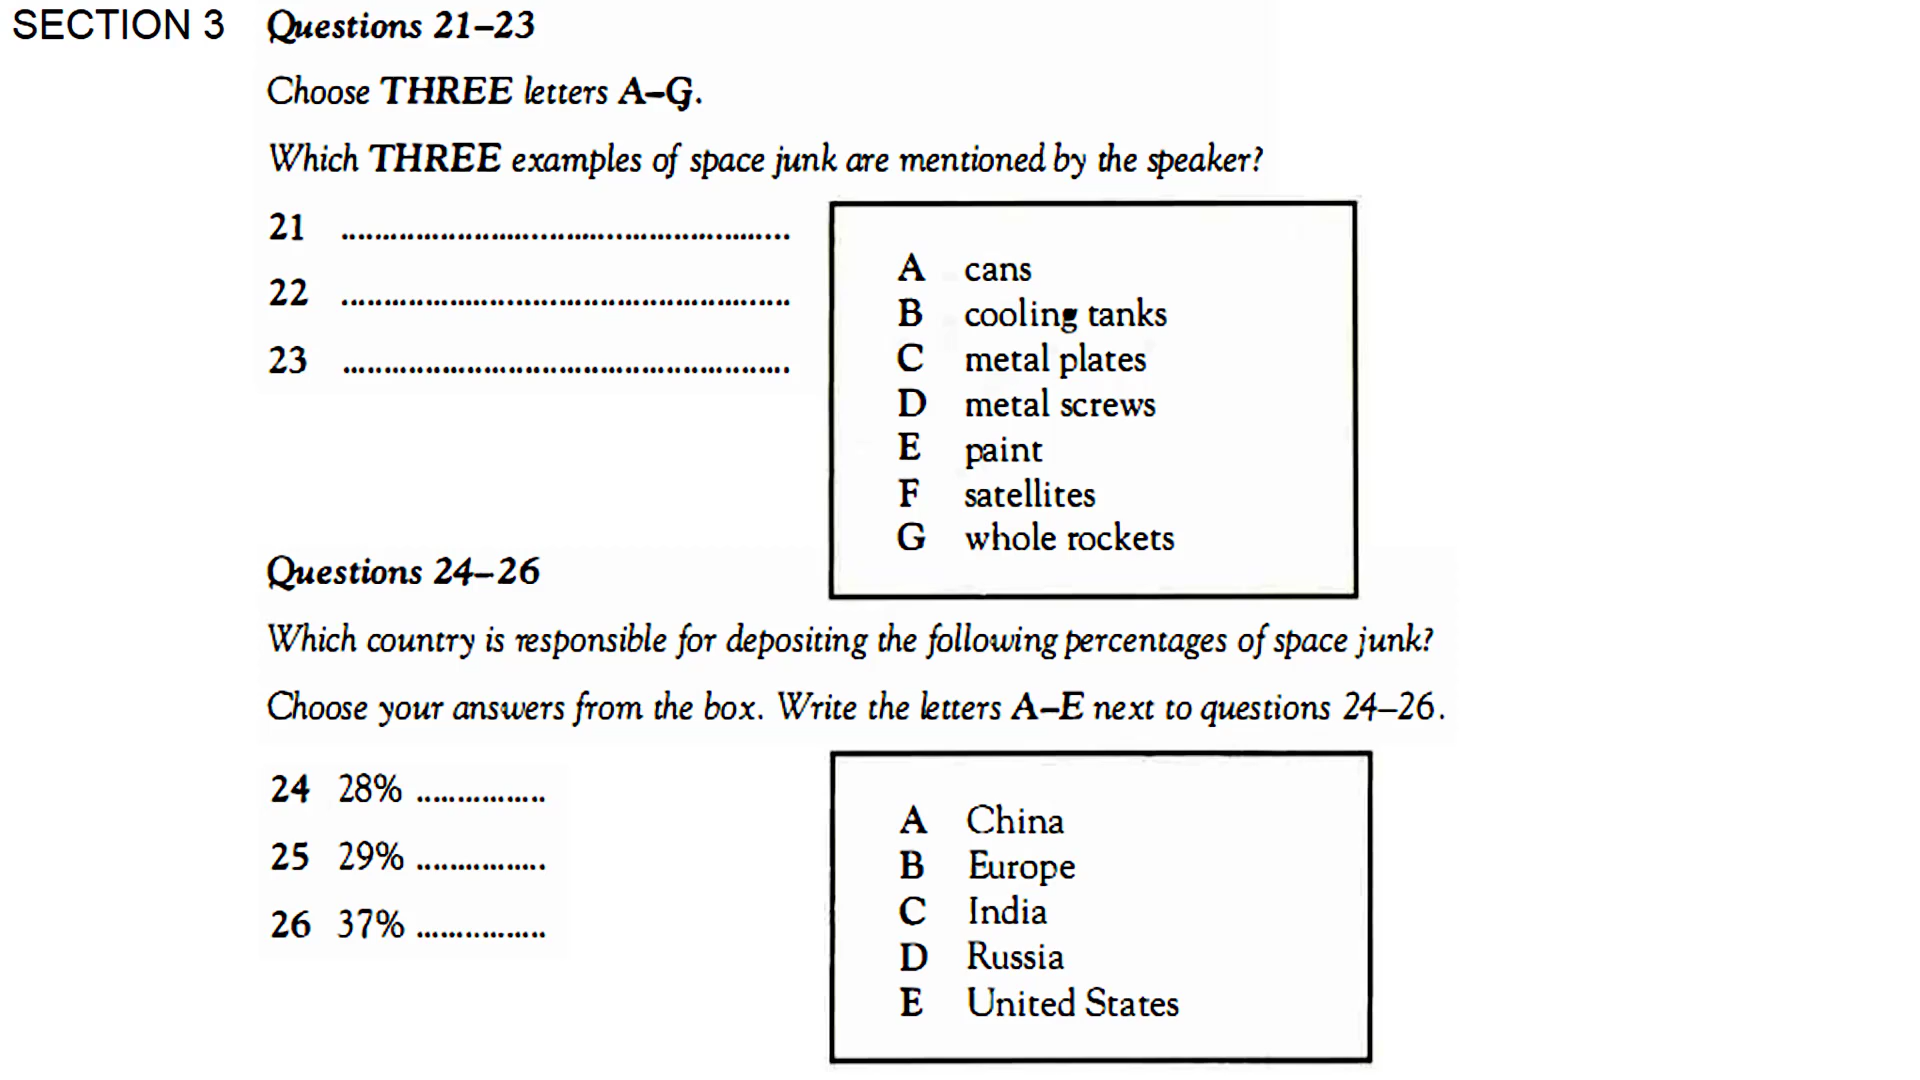 SECTION 3 Questions 21–23
Choose THREE letters A–G.
Which THREE examples of space junk are mentioned by the speaker?
21 ......................................................
22 ......................................................
23 ......................................................
A cans
B cooling tanks
C metal plates
D metal screws
E paint
F satellites
G whole rockets
Questions 24–26
Which country is responsible for depositing the following percentages of space junk?
Choose your answers from the box. Write the letters A–E next to questions 24–26.
24 28% ................
25 29% ................
26 37% ................
A China
B Europe
C India
D Russia
E United States